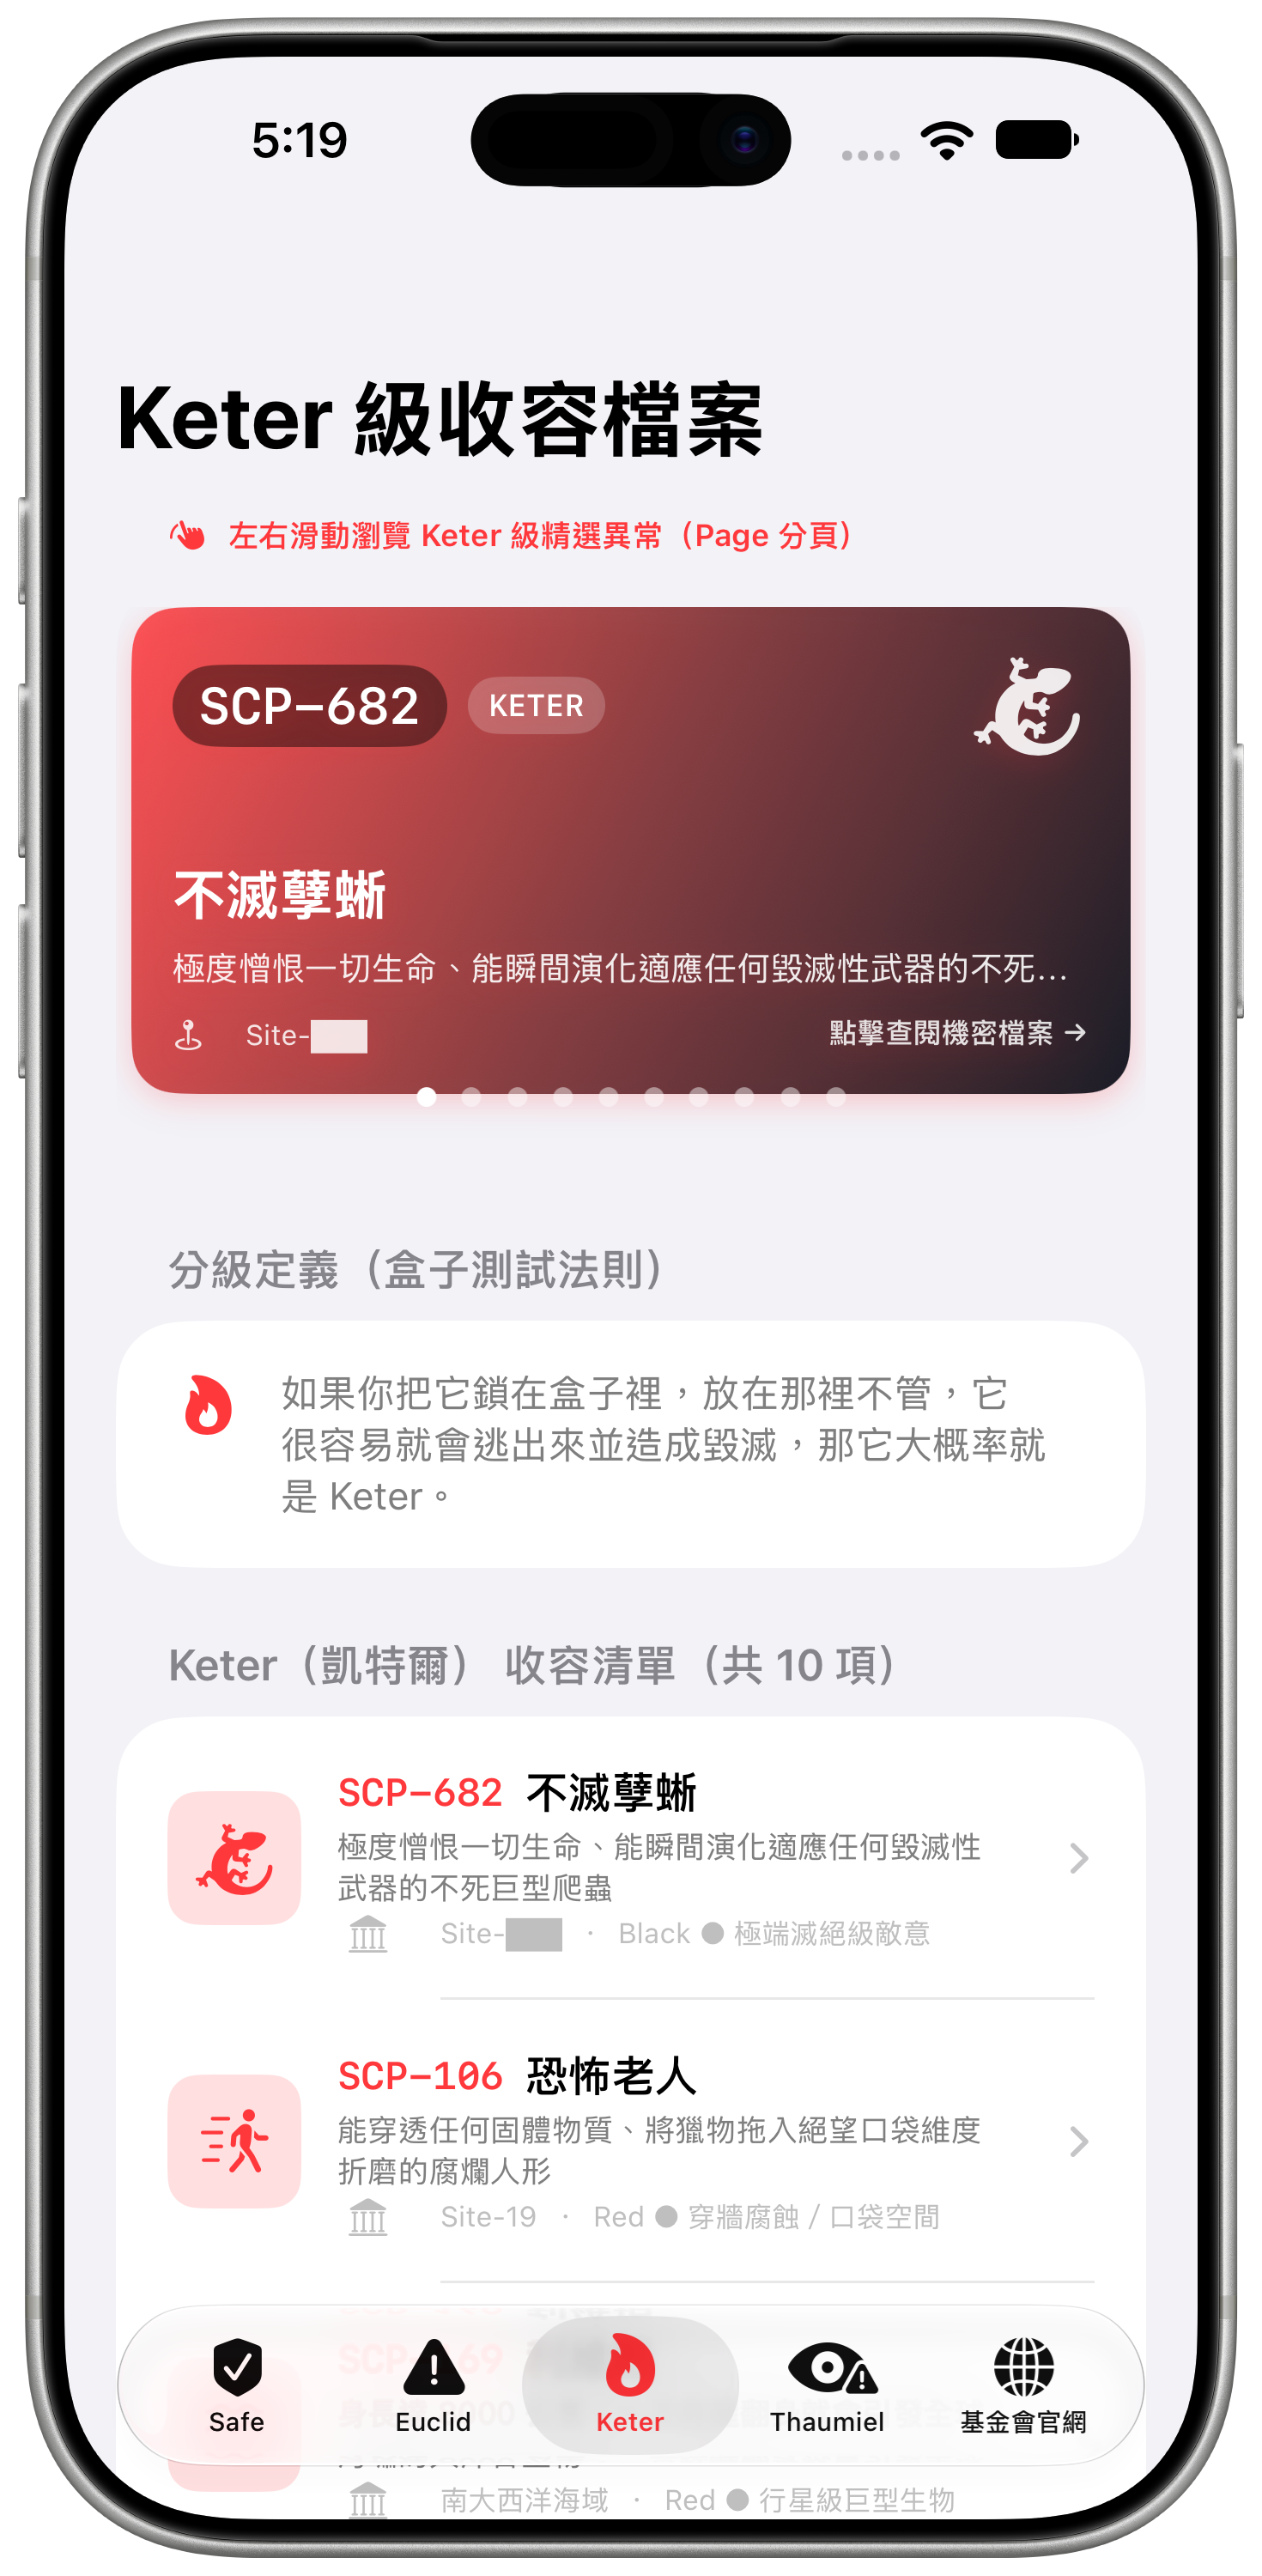 5:19
Keter 級收容檔案
左右滑動瀏覽 Keter 級精選異常（Page 分頁）
SCP-682 KETER
不滅孽蜥
極度憎恨一切生命、能瞬間演化適應任何毀滅性武器的不死...
Site-███ 點擊查閱機密檔案 →
分級定義（盒子測試法則）
如果你把它鎖在盒子裡，放在那裡不管，它
很容易就會逃出來並造成毀滅，那它大概率就
是 Keter。
Keter（凱特爾） 收容清單（共 10 項）
SCP-682 不滅孽蜥
極度憎恨一切生命、能瞬間演化適應任何毀滅性
武器的不死巨型爬蟲
Site-███ · Black ● 極端滅絕級敵意
SCP-106 恐怖老人
能穿透任何固體物質、將獵物拖入絕望口袋維度
折磨的腐爛人形
Site-19 · Red ● 穿牆腐蝕 / 口袋空間
Safe Euclid Keter Thaumiel 基金會官網
南大西洋海域 · Red ● 行星級巨型生物